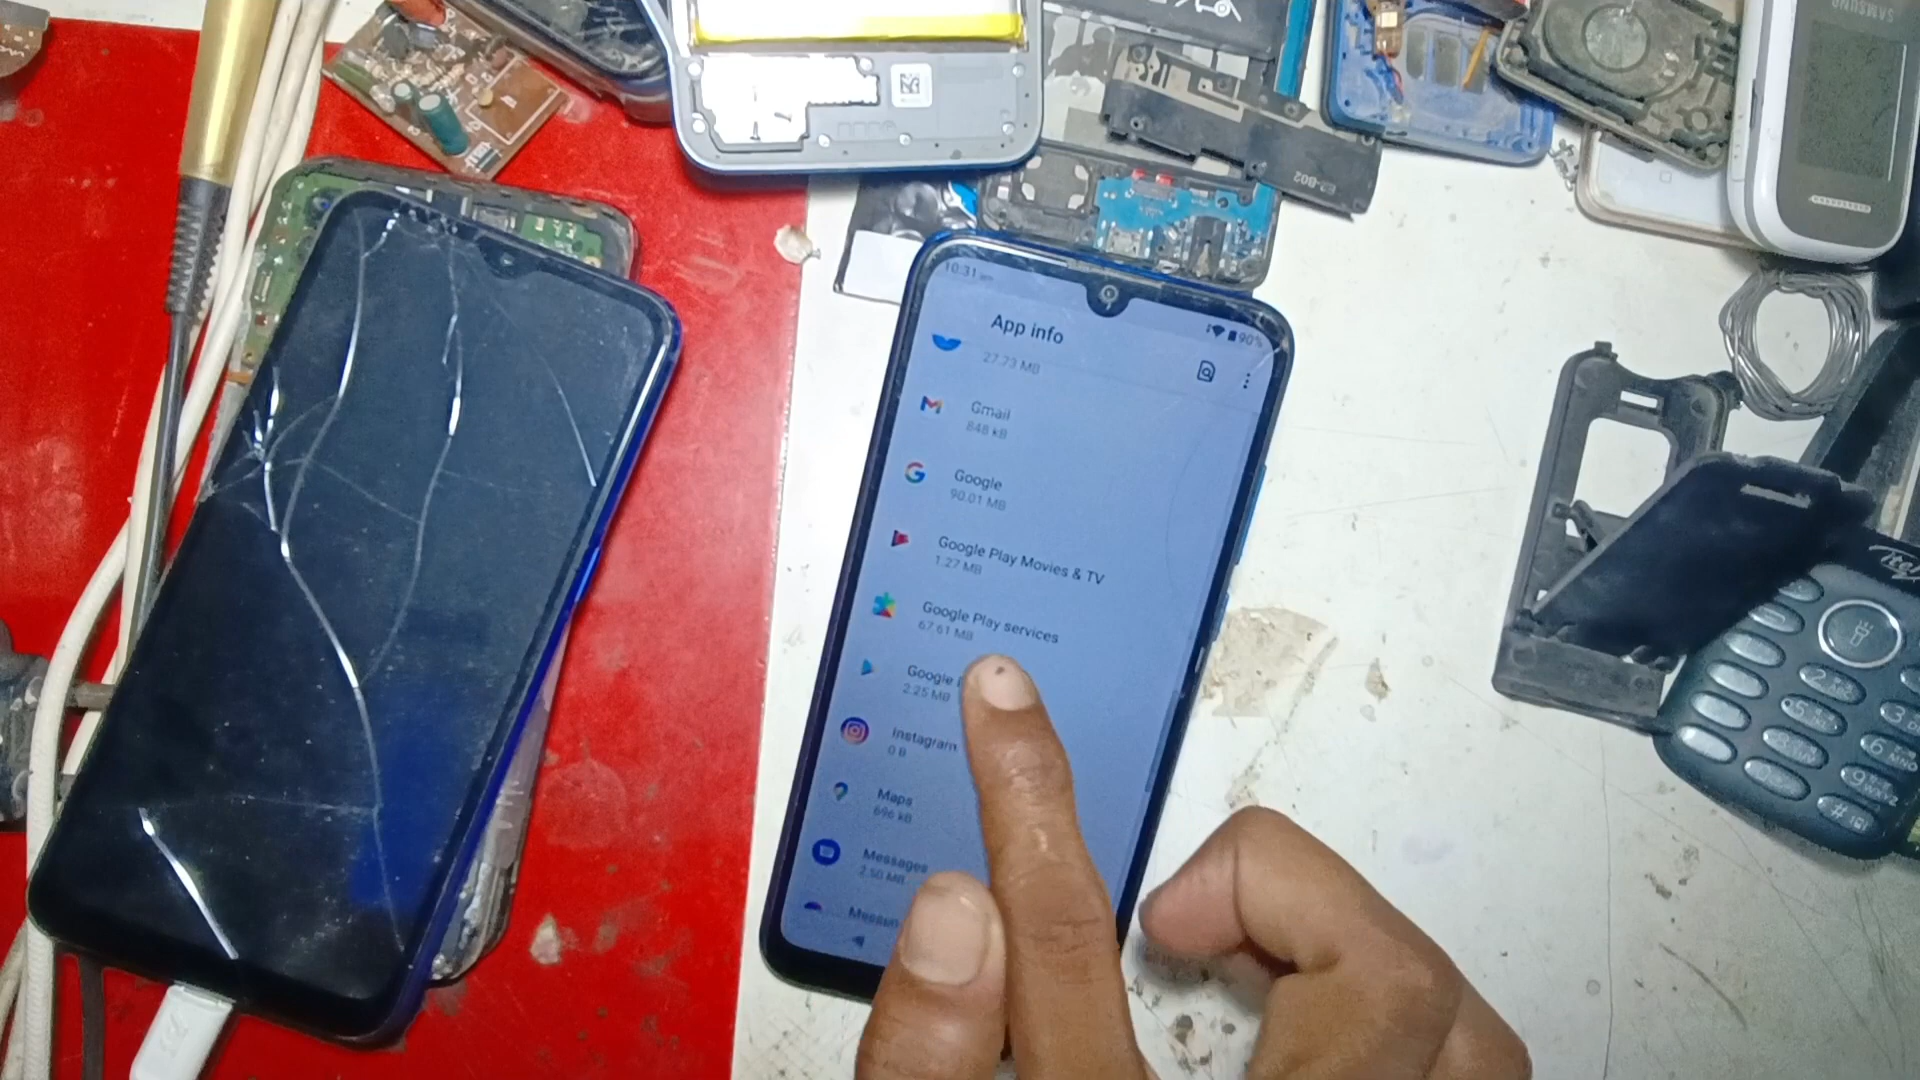 10:31
90%
App info
27.73 MB
Gmail
848 kB
Google
90.01 MB
Google Play Movies & TV
1.27 MB
Google Play services
67.61 MB
Google
2.25 MB
Instagram
0 B
Maps
696 kB
Messages
2.50 MB
SAMSUNG
itel